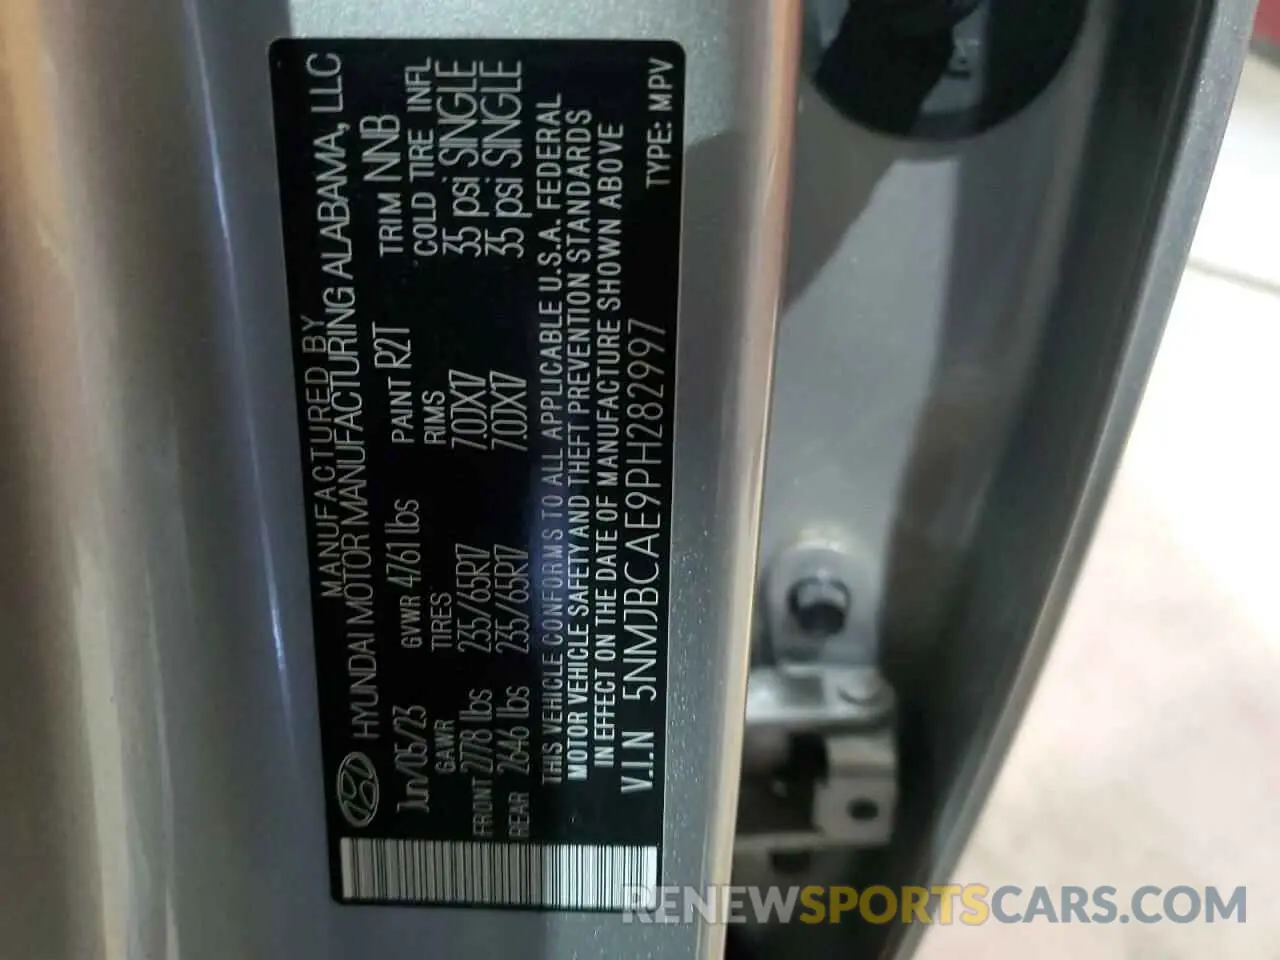 MANUFACTURED BY
HYUNDAI MOTOR MANUFACTURING ALABAMA, LLC
Jun/05/23 GVWR 4761 lbs PAINT R2T TRIM NNB
GAWR TIRES RIMS COLD TIRE INFL
FRONT 2778 lbs 235/65R17 7.0JX17 35 psi SINGLE
REAR 2646 lbs 235/65R17 7.0JX17 35 psi SINGLE
THIS VEHICLE CONFORMS TO ALL APPLICABLE U.S.A. FEDERAL
MOTOR VEHICLE SAFETY AND THEFT PREVENTION STANDARDS
IN EFFECT ON THE DATE OF MANUFACTURE SHOWN ABOVE
V.I.N 5NMJBCAE9PH282997 TYPE: MPV
RENEWSPORTSCARS.COM